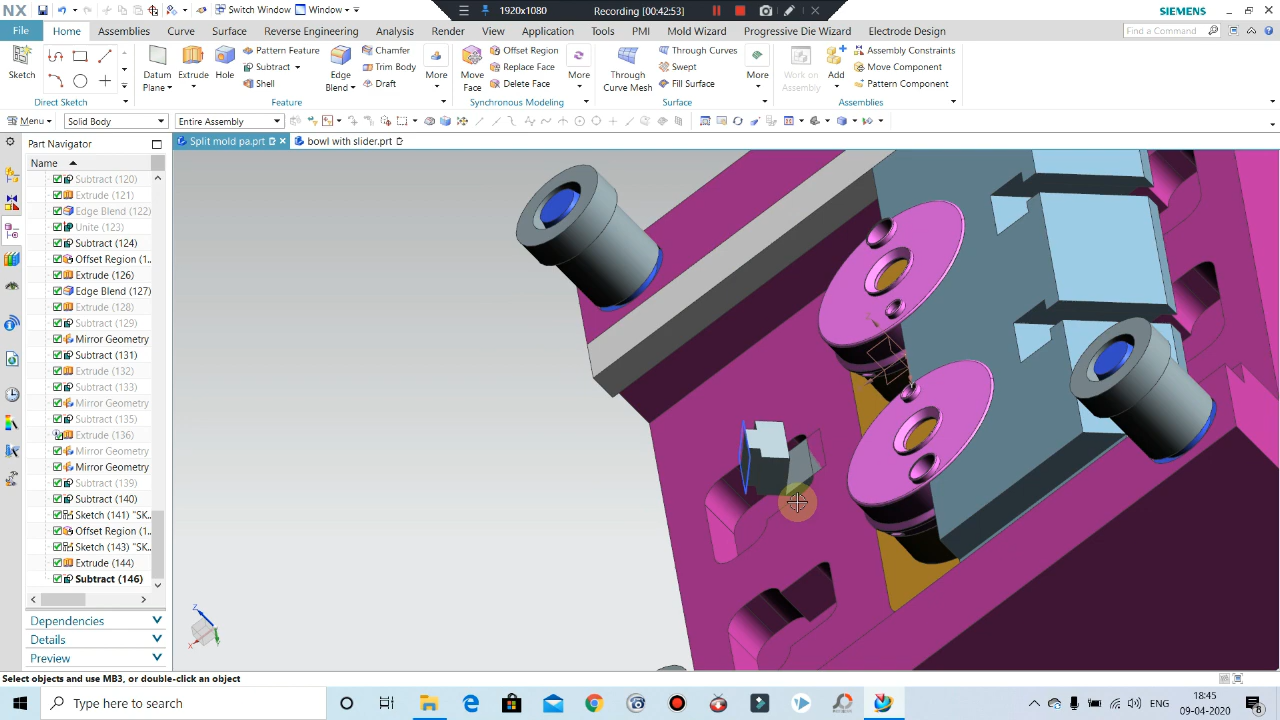 NX
Switch Window
Window
1920x1080
Recording [00:42:53]
SIEMENS
File
Home
Assemblies
Curve
Surface
Reverse Engineering
Analysis
View
Render
Tools
Application
PMI
Mold Wizard
Progressive Die Wizard
Electrode Design
Find a Command
Sketch
Direct Sketch
Datum Plane
Extrude
Hole
Pattern Feature
Subtract
Shell
Edge Blend
Chamfer
Trim Body
Draft
More
Feature
Move Face
Offset Region
Replace Face
Delete Face
More
Synchronous Modeling
Through Curve Mesh
Through Curves
Swept
Fill Surface
More
Surface
Work on Assembly
Add
Assembly Constraints
Move Component
Pattern Component
Assemblies
Menu
Solid Body
Entire Assembly
Part Navigator
Split mold pa.prt
bowl with slider.prt
Name
Subtract (120)
Extrude (121)
Edge Blend (122)
Unite (123)
Subtract (124)
Offset Region (1...
Extrude (126)
Edge Blend (127)
Extrude (128)
Subtract (129)
Mirror Geometry
Subtract (131)
Extrude (132)
Subtract (133)
Mirror Geometry
Subtract (135)
Extrude (136)
Mirror Geometry
Mirror Geometry
Subtract (139)
Subtract (140)
Sketch (141) "SK...
Offset Region (1...
Sketch (143) "SK...
Extrude (144)
Subtract (146)
Dependencies
Details
Preview
Z
X
Y
Select objects and use MB3, or double-click an object
Type here to search
18:45
09-04-2020